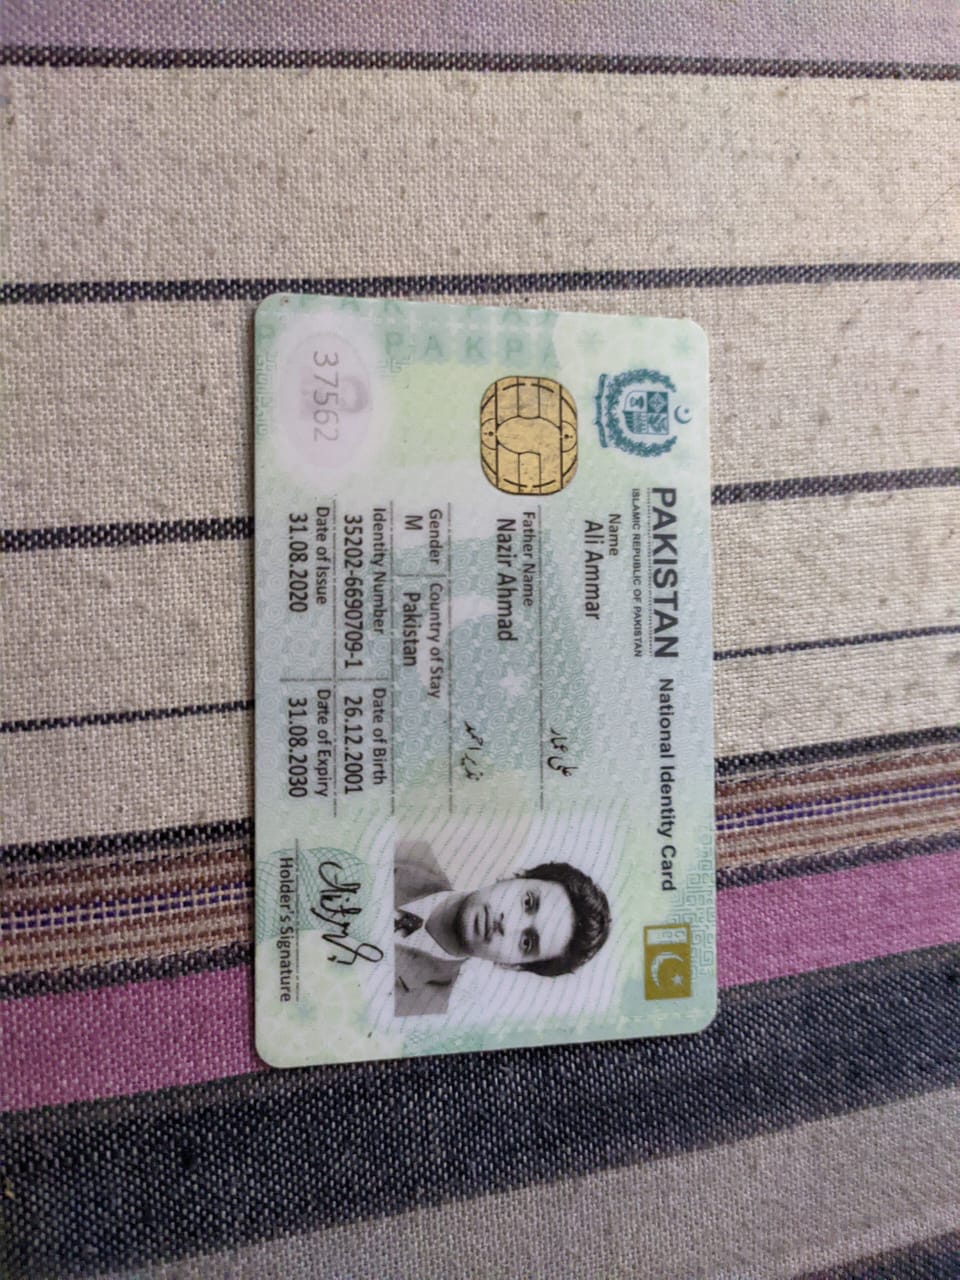 PAKISTAN National Identity Card
ISLAMIC REPUBLIC OF PAKISTAN
Name
Ali Ammar
علی عمار
Father Name
Nazir Ahmad
نذیر احمد
Gender Country of Stay
M Pakistan
Identity Number Date of Birth
35202-6690709-1 26.12.2001
Date of Issue Date of Expiry
31.08.2020 31.08.2030
37562
Holder's Signature